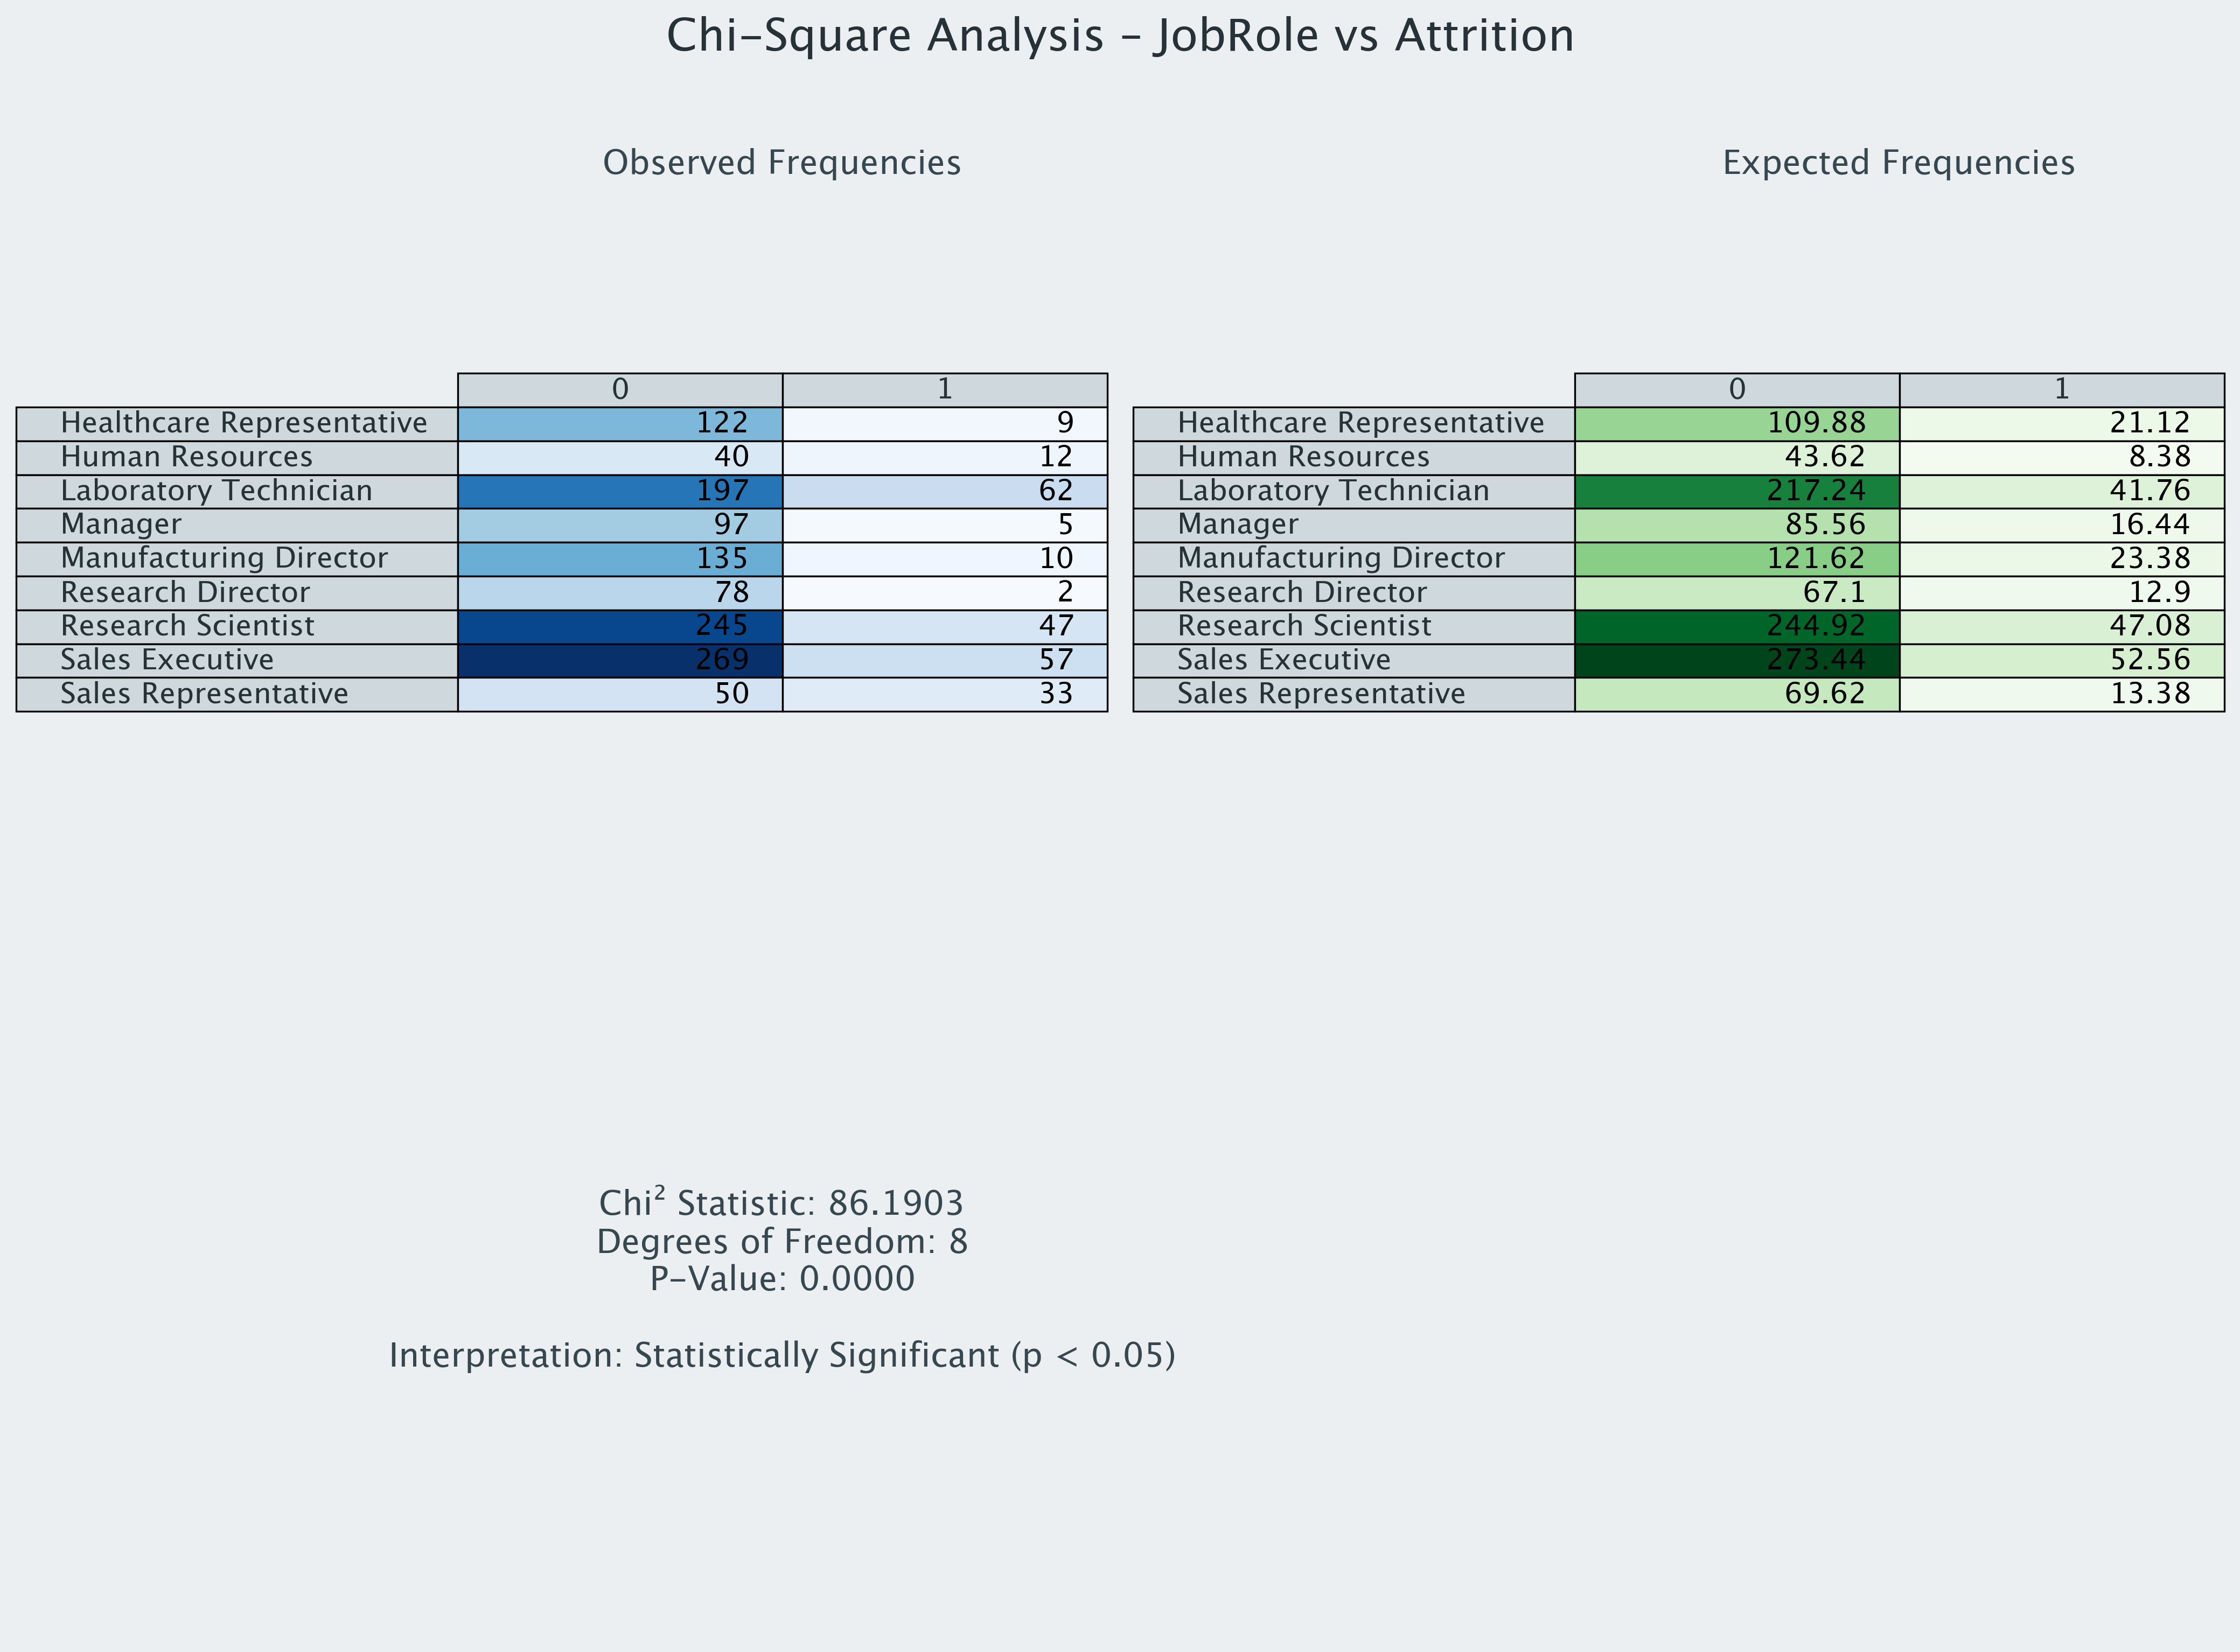 Chi-Square Analysis – JobRole vs Attrition
Observed Frequencies
0 1
Healthcare Representative 122 9
Human Resources 40 12
Laboratory Technician 197 62
Manager 97 5
Manufacturing Director 135 10
Research Director 78 2
Research Scientist 245 47
Sales Executive 269 57
Sales Representative 50 33
Expected Frequencies
0 1
Healthcare Representative 109.88 21.12
Human Resources 43.62 8.38
Laboratory Technician 217.24 41.76
Manager 85.56 16.44
Manufacturing Director 121.62 23.38
Research Director 67.1 12.9
Research Scientist 244.92 47.08
Sales Executive 273.44 52.56
Sales Representative 69.62 13.38
Chi² Statistic: 86.1903
Degrees of Freedom: 8
P-Value: 0.0000
Interpretation: Statistically Significant (p < 0.05)